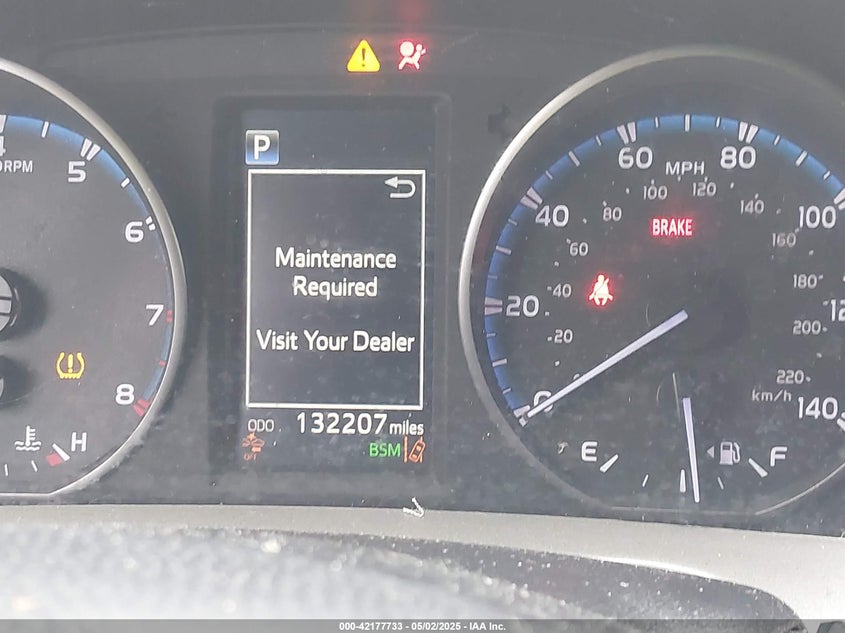 P
Maintenance
Required
Visit Your Dealer
ODO 132207 miles
OFF
BSM
RPM
5
6
7
8
H
MPH
0
20
40
60
80
100
140
20
40
60
80
100
120
140
160
180
200
220
km/h
BRAKE
E
F
000-42177733 - 05/02/2025 - IAA Inc.